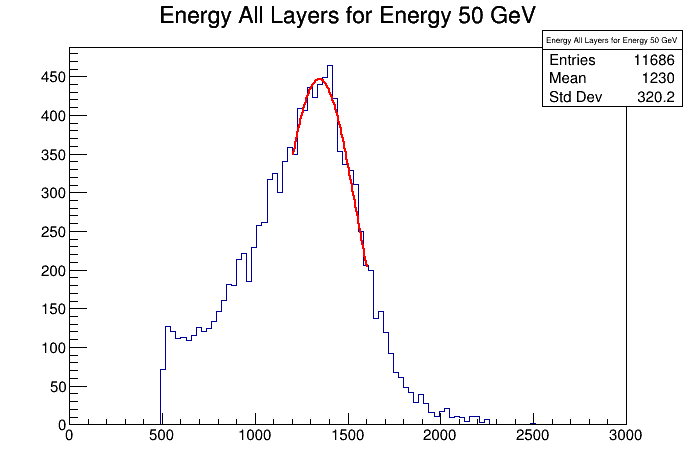 Energy All Layers for Energy 50 GeV
Energy All Layers for Energy 50 GeV
Entries 11686
Mean 1230
Std Dev 320.2
450
400
350
300
250
200
150
100
50
0
0 500 1000 1500 2000 2500 3000